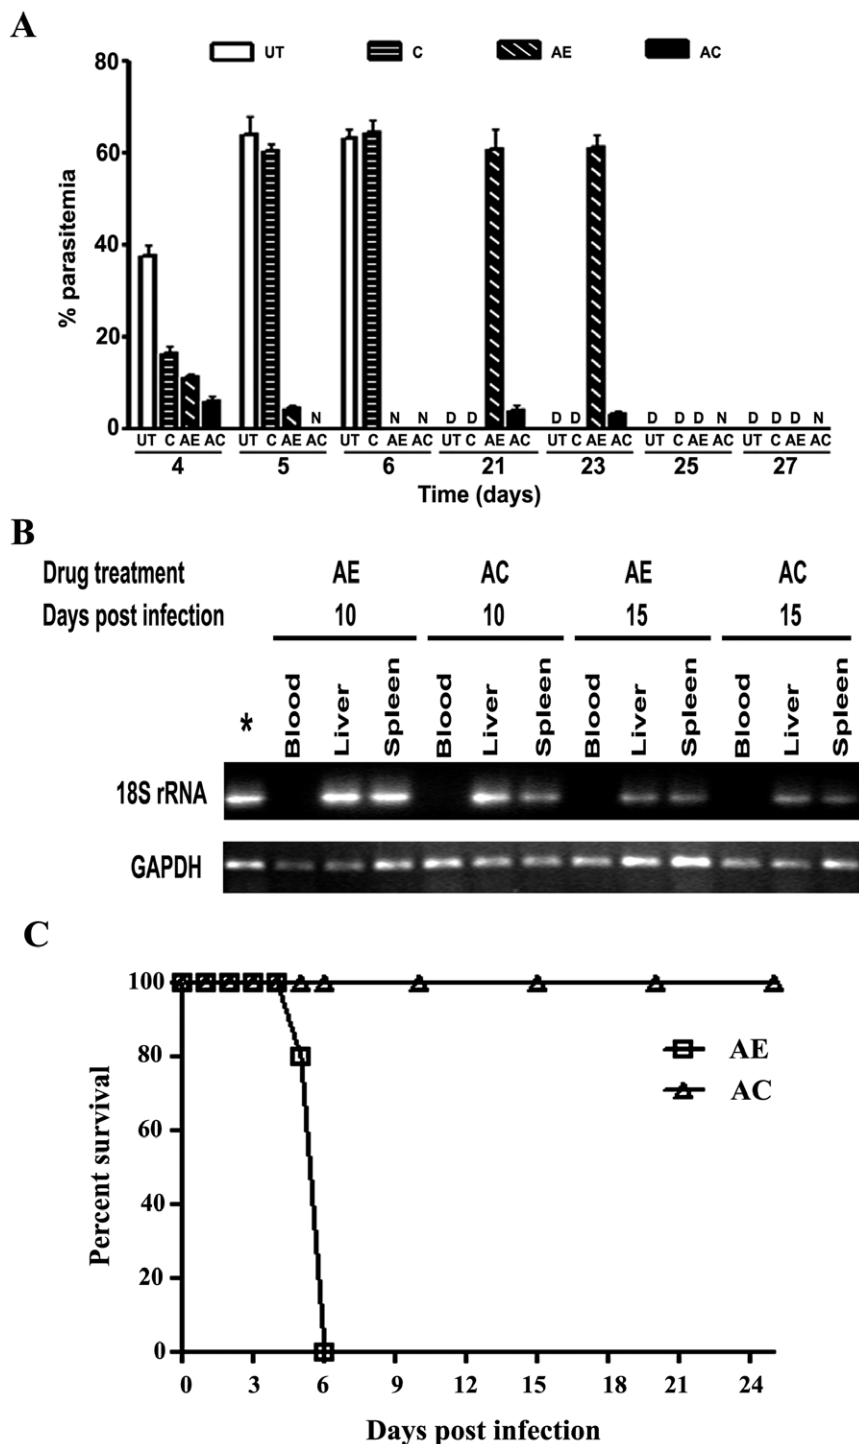 A
UT C AE AC
80
60
40
20
0
% parasitemia
N N N D D D D D D D N D D D N
UT C AE AC UT C AE AC UT C AE AC UT C AE AC UT C AE AC UT C AE AC UT C AE AC
4 5 6 21 23 25 27
Time (days)
B
Drug treatment AE AC AE AC
Days post infection 10 10 15 15
* Blood Liver Spleen Blood Liver Spleen Blood Liver Spleen Blood Liver Spleen
18S rRNA
GAPDH
C
100
80
60
40
20
0
Percent survival
AE
AC
0 3 6 9 12 15 18 21 24
Days post infection